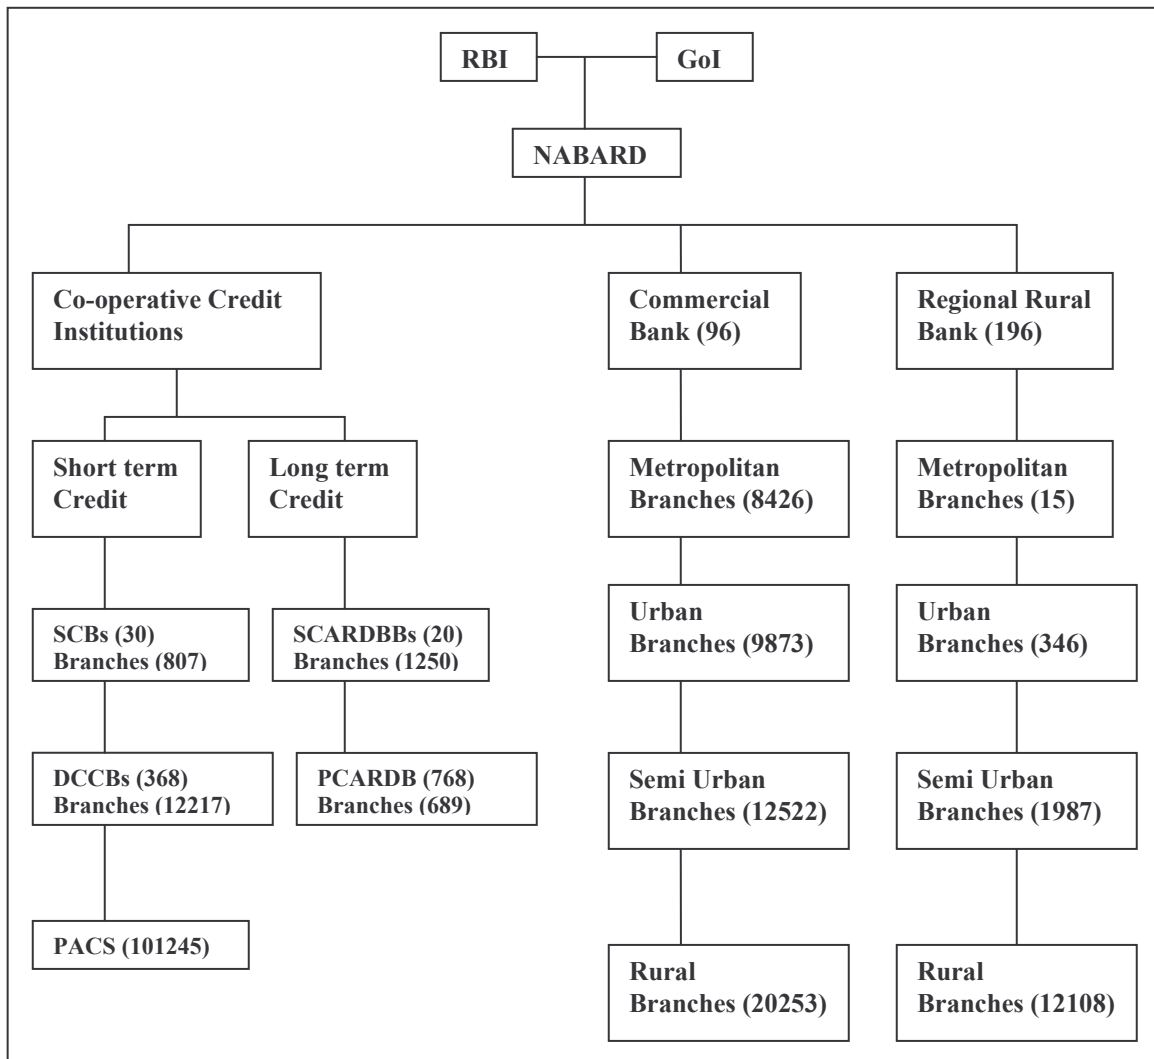 RBI
GoI
NABARD
Co-operative Credit
Institutions
Commercial
Bank (96)
Regional Rural
Bank (196)
Short term
Credit
Long term
Credit
Metropolitan
Branches (8426)
Metropolitan
Branches (15)
SCBs (30)
Branches (807)
SCARDBBs (20)
Branches (1250)
Urban
Branches (9873)
Urban
Branches (346)
DCCBs (368)
Branches (12217)
PCARDB (768)
Branches (689)
Semi Urban
Branches (12522)
Semi Urban
Branches (1987)
PACS (101245)
Rural
Branches (20253)
Rural
Branches (12108)